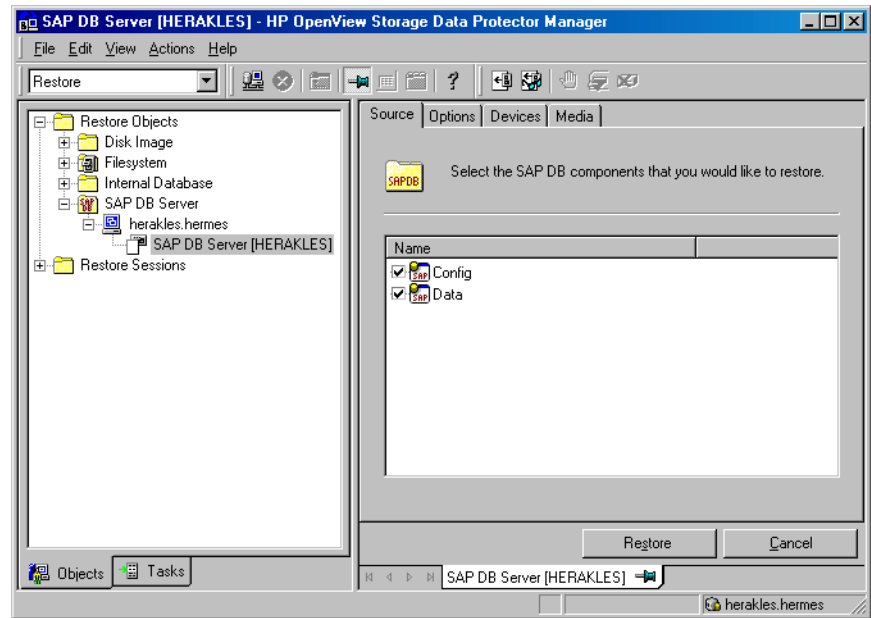 SAP DB Server [HERAKLES] - HP OpenView Storage Data Protector Manager
File Edit View Actions Help
Restore
Restore Objects
Disk Image
Filesystem
Internal Database
SAP DB Server
herakles.hermes
SAP DB Server [HERAKLES]
Restore Sessions
Objects Tasks
Source Options Devices Media
SAPDB
Select the SAP DB components that you would like to restore.
Name
SAP Config
SAP Data
Restore Cancel
SAP DB Server [HERAKLES]
herakles.hermes